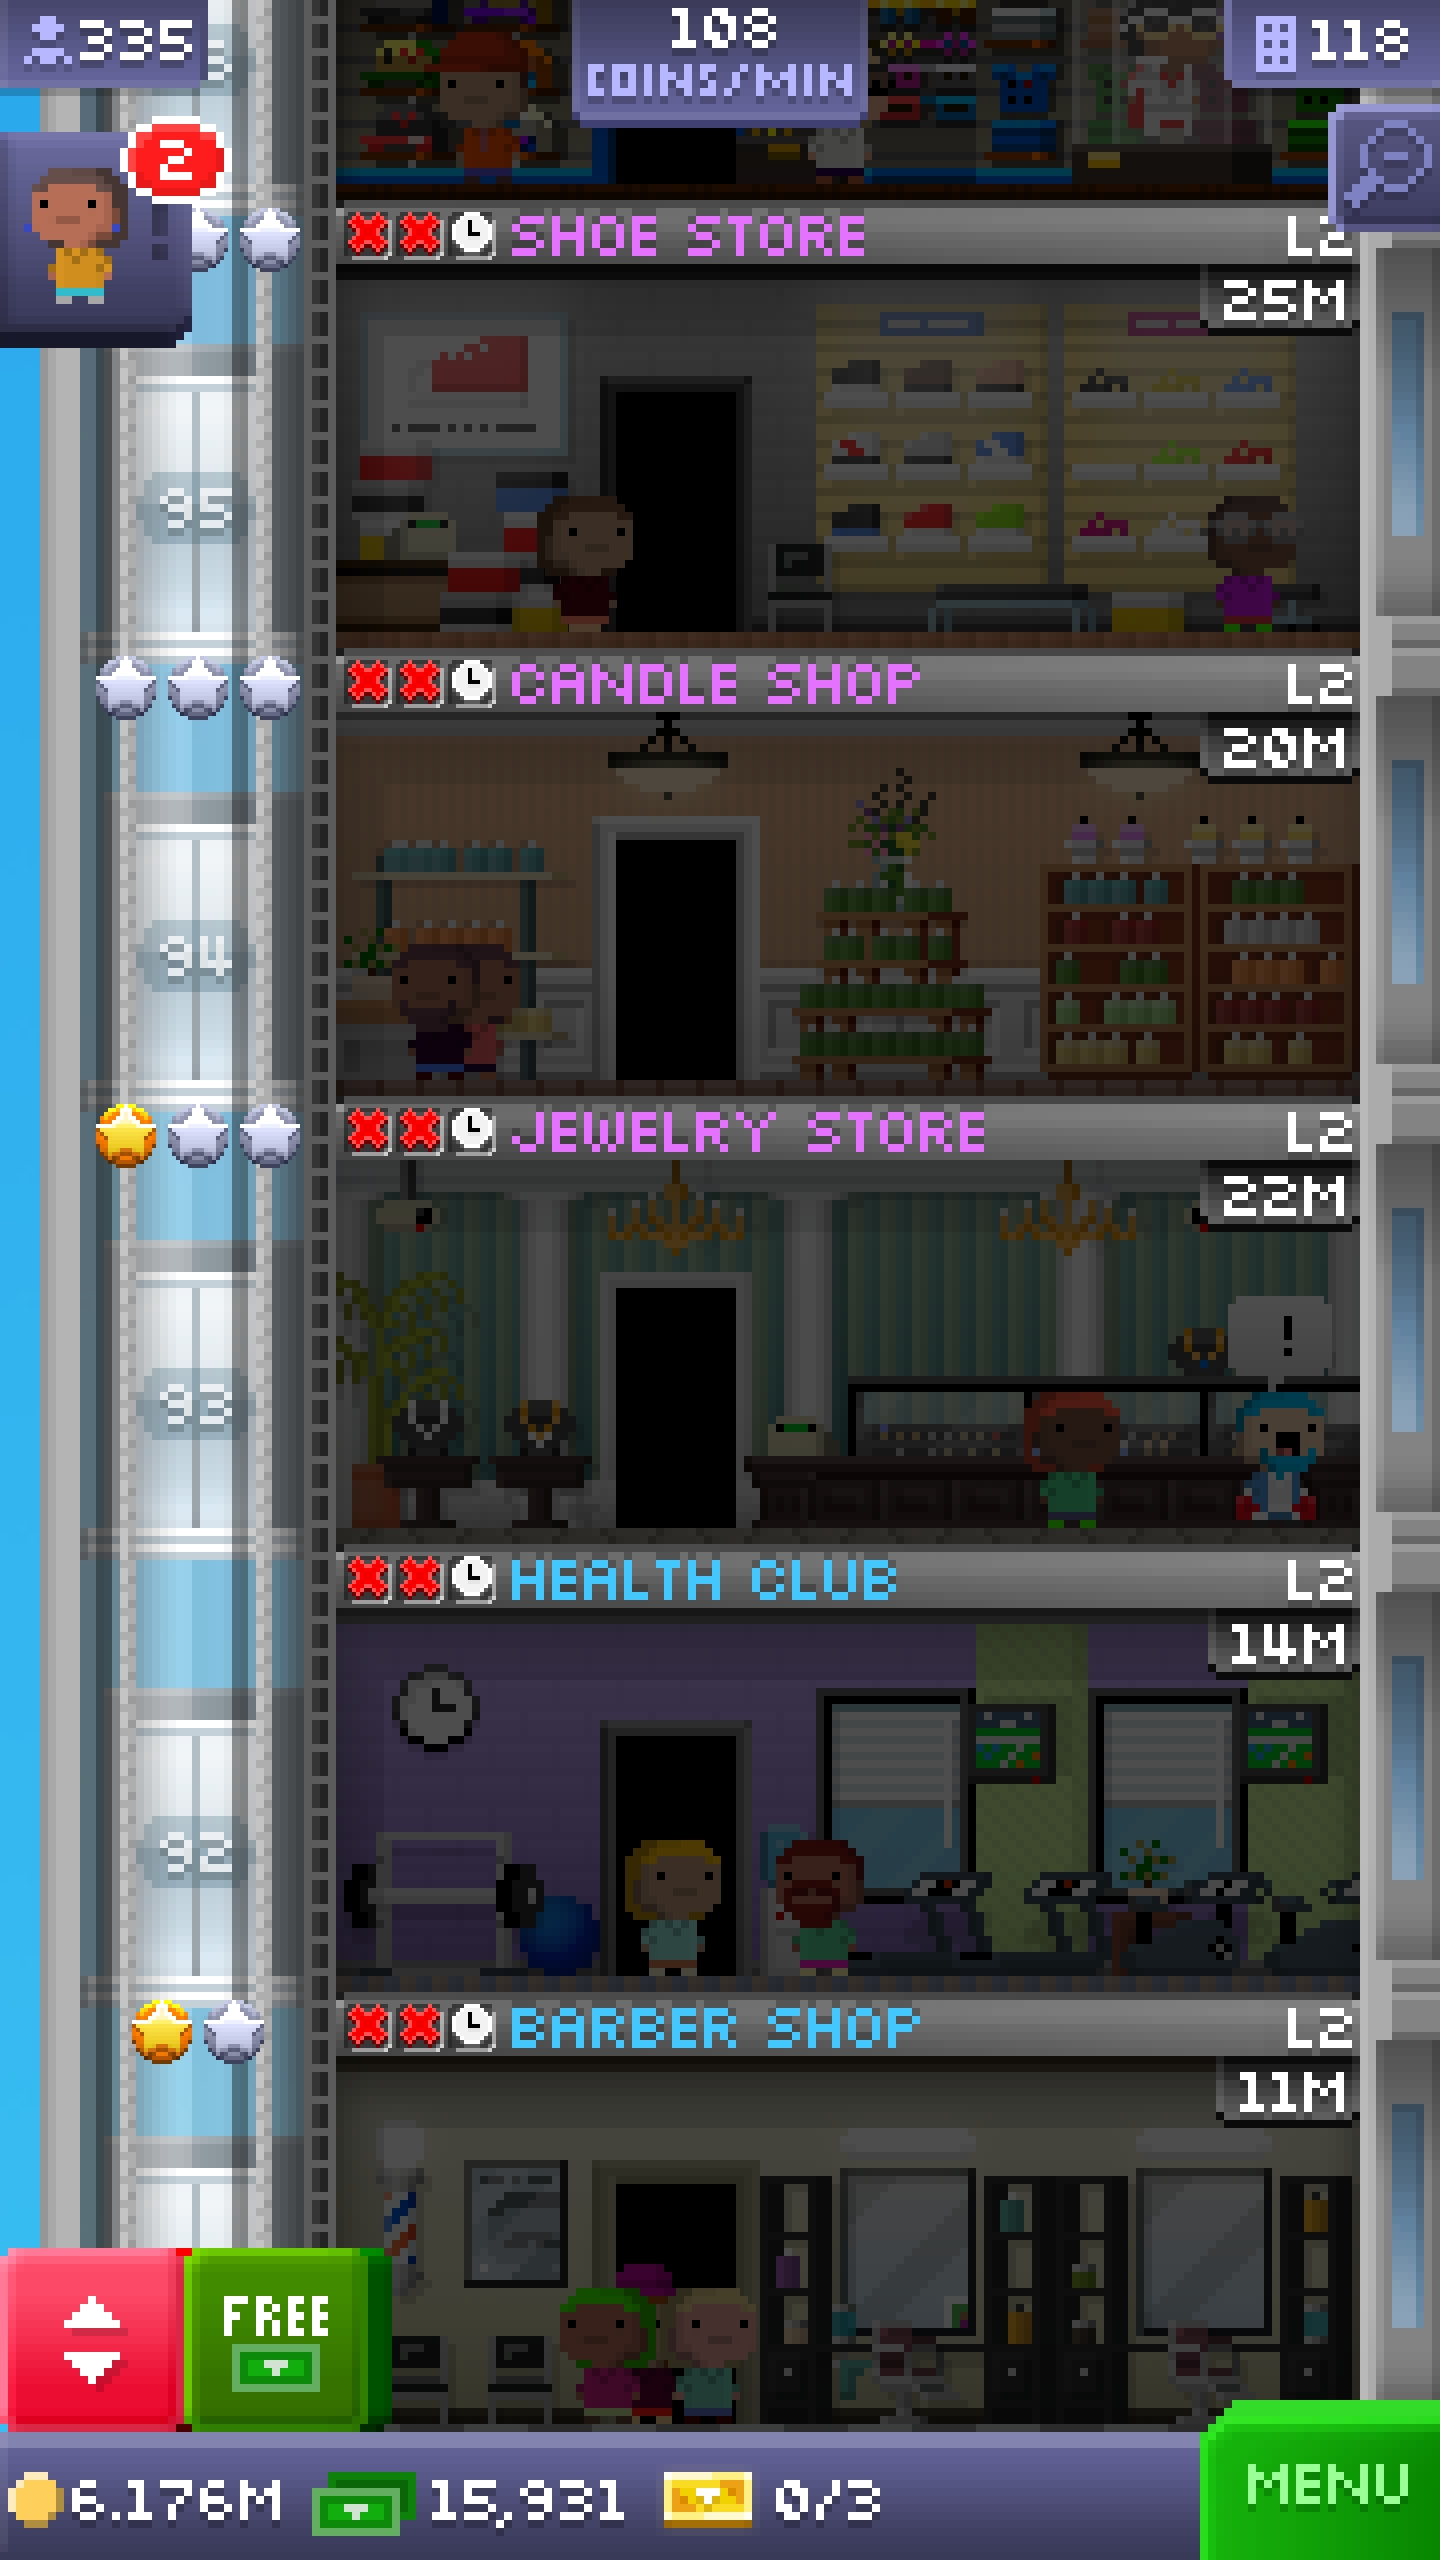 335
108
COINS/MIN
118
2
SHOE STORE L2
25M
95
CANDLE SHOP L2
20M
94
JEWELRY STORE L2
22M
!
93
HEALTH CLUB L2
14M
92
BARBER SHOP L2
11M
FREE
6.176M 15,931 0/3
MENU